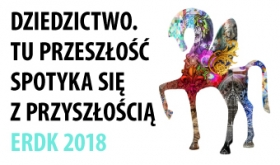 DZIEDZICTWO.
TU PRZESZŁOŚĆ
SPOTYKA SIĘ
Z PRZYSZŁOŚCIĄ
ERDK 2018